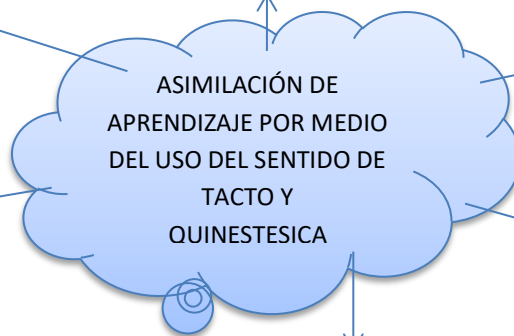 ASIMILACIÓN DE
APRENDIZAJE POR MEDIO
DEL USO DEL SENTIDO DE
TACTO Y
QUINESTESICA